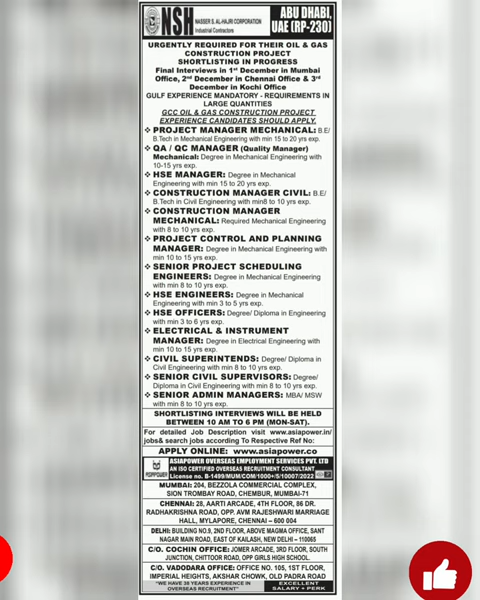 NSH
NASSER S. AL-HAJRI CORPORATION
Industrial Contractors
ABU DHABI,
UAE (RP-230)
URGENTLY REQUIRED FOR THEIR OIL & GAS
CONSTRUCTION PROJECT
SHORTLISTING IN PROGRESS
Final Interviews in 1st December in Mumbai
Office, 2nd December in Chennai Office & 3rd
December in Kochi Office
GULF EXPERIENCE MANDATORY - REQUIREMENTS IN
LARGE QUANTITIES
GCC OIL & GAS CONSTRUCTION PROJECT
EXPERIENCE CANDIDATES SHOULD APPLY.
❖ PROJECT MANAGER MECHANICAL: B.E/
B.Tech in Mechanical Engineering with min 15 to 20 yrs exp.
❖ QA / QC MANAGER (Quality Manager)
Mechanical: Degree in Mechanical Engineering with
10-15 yrs exp.
❖ HSE MANAGER: Degree in Mechanical
Engineering with min 15 to 20 yrs exp.
❖ CONSTRUCTION MANAGER CIVIL: B.E/
B.Tech in Civil Engineering with min8 to 10 yrs exp.
❖ CONSTRUCTION MANAGER
MECHANICAL: Required Mechanical Engineering
with 8 to 10 yrs exp.
❖ PROJECT CONTROL AND PLANNING
MANAGER: Degree in Mechanical Engineering with
min 10 to 15 yrs exp.
❖ SENIOR PROJECT SCHEDULING
ENGINEERS: Degree in Mechanical Engineering
with min 8 to 10 yrs exp.
❖ HSE ENGINEERS: Degree in Mechanical
Engineering with min 3 to 5 yrs exp.
❖ HSE OFFICERS: Degree/ Diploma in Engineering
with min 3 to 6 yrs exp.
❖ ELECTRICAL & INSTRUMENT
MANAGER: Degree in Electrical Engineering with
min 10 to 15 yrs exp.
❖ CIVIL SUPERINTENDS: Degree/ Diploma in
Civil Engineering with min 8 to 10 yrs exp.
❖ SENIOR CIVIL SUPERVISORS: Degree/
Diploma in Civil Engineering with min 8 to 10 yrs exp.
❖ SENIOR ADMIN MANAGERS: MBA/ MSW
with min 8 to 10 yrs exp.
SHORTLISTING INTERVIEWS WILL BE HELD
BETWEEN 10 AM TO 6 PM (MON-SAT).
For detailed Job Description visit www.asiapower.in/
jobs& search jobs according To Respective Ref No:
APPLY ONLINE: www.asiapower.co
ASIAPOWER OVERSEAS EMPLOYMENT SERVICES PVT. LTD
AN ISO CERTIFIED OVERSEAS RECRUITMENT CONSULTANT
License no. B-1499/MUM/COM/1000+/5/10007/2022
MUMBAI: 204, BEZZOLA COMMERCIAL COMPLEX,
SION TROMBAY ROAD, CHEMBUR, MUMBAI-71
CHENNAI: 28, AARTI ARCADE, 4TH FLOOR, 86 DR.
RADHAKRISHNA ROAD, OPP. AVM RAJESHWARI MARRIAGE
HALL, MYLAPORE, CHENNAI – 600 004
DELHI: BUILDING NO.9, 2ND FLOOR, ABOVE MAGMA OFFICE, SANT
NAGAR MAIN ROAD, EAST OF KAILASH, NEW DELHI – 110065
C/O. COCHIN OFFICE: JOMER ARCADE, 3RD FLOOR, SOUTH
JUNCTION, CHITTOOR ROAD, OPP GIRLS HIGH SCHOOL.
C/O. VADODARA OFFICE: OFFICE NO. 105, 1ST FLOOR,
IMPERIAL HEIGHTS, AKSHAR CHOWK, OLD PADRA ROAD
"WE HAVE 38 YEARS EXPERIENCE IN
OVERSEAS RECRUITMENT"
EXCELLENT
SALARY + PERK